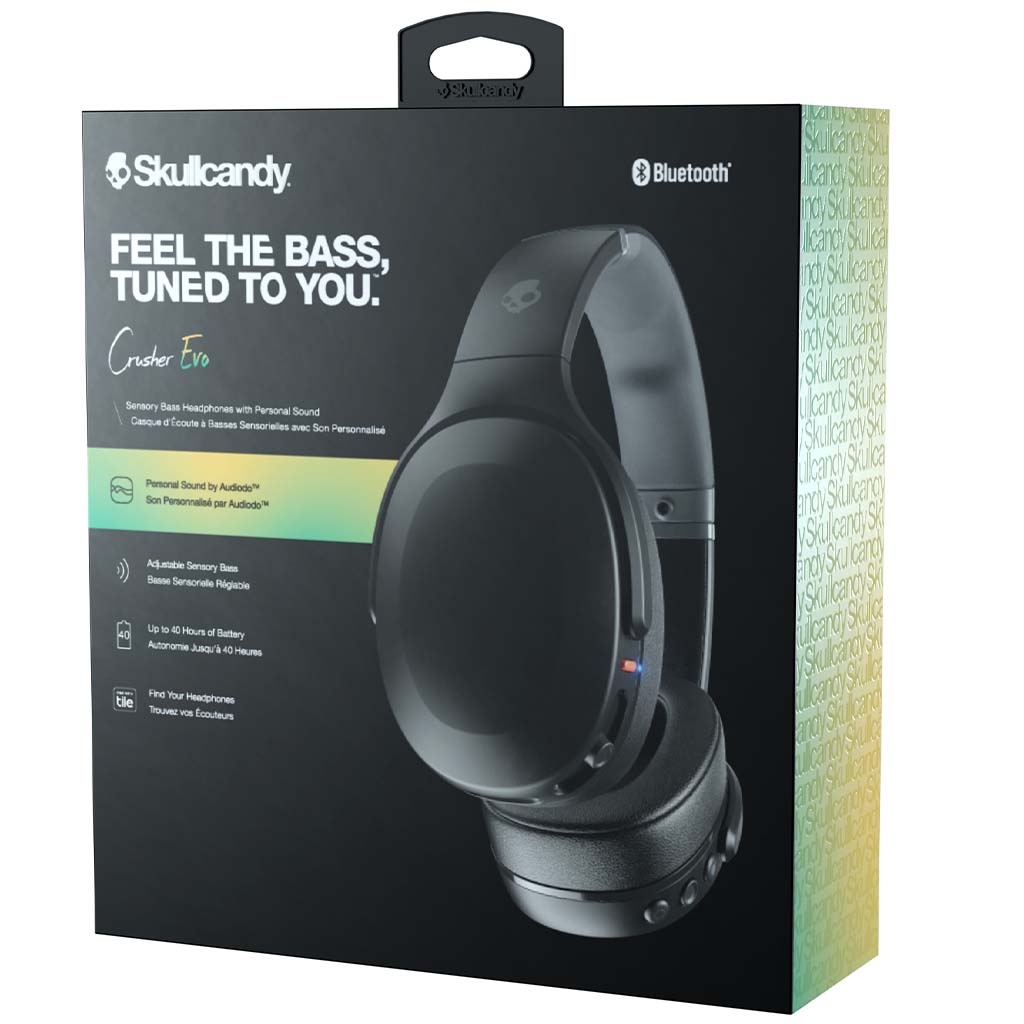 Skullcandy
Skullcandy.
Bluetooth®
FEEL THE BASS,
TUNED TO YOU.™
Crusher Evo
Sensory Bass Headphones with Personal Sound
Casque d'Écoute à Basses Sensorielles avec Son Personnalisé
Personal Sound by Audiodo™
Son Personnalisé par Audiodo™
Adjustable Sensory Bass
Basse Sensorielle Réglable
40
Up to 40 Hours of Battery
Autonomie Jusqu'à 40 Heures
tile
Find Your Headphones
Trouvez vos Écouteurs